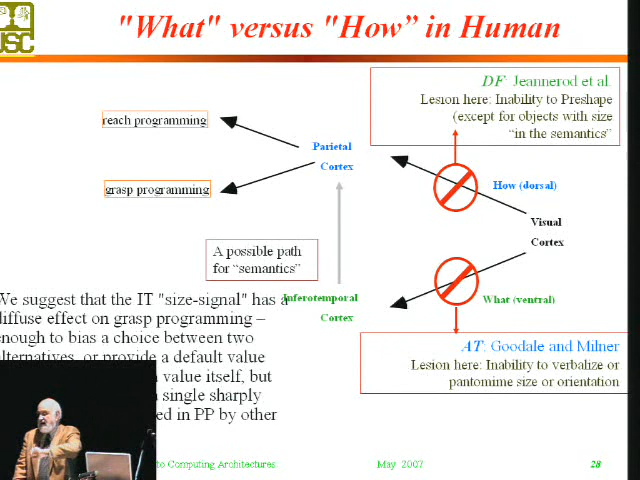 USC
"What" versus "How” in Human
DF: Jeannerod et al.
Lesion here: Inability to Preshape
(except for objects with size
“in the semantics”
reach programming
Parietal
Cortex
grasp programming
How (dorsal)
Visual
Cortex
A possible path
for “semantics”
Inferotemporal
Cortex
What (ventral)
We suggest that the IT "size-signal" has a
diffuse effect on grasp programming –
enough to bias a choice between two
alternatives, or provide a default value
value itself, but
single sharply
in PP by other
AT: Goodale and Milner
Lesion here: Inability to verbalize or
pantomime size or orientation
to Computing Architectures
May 2007
28